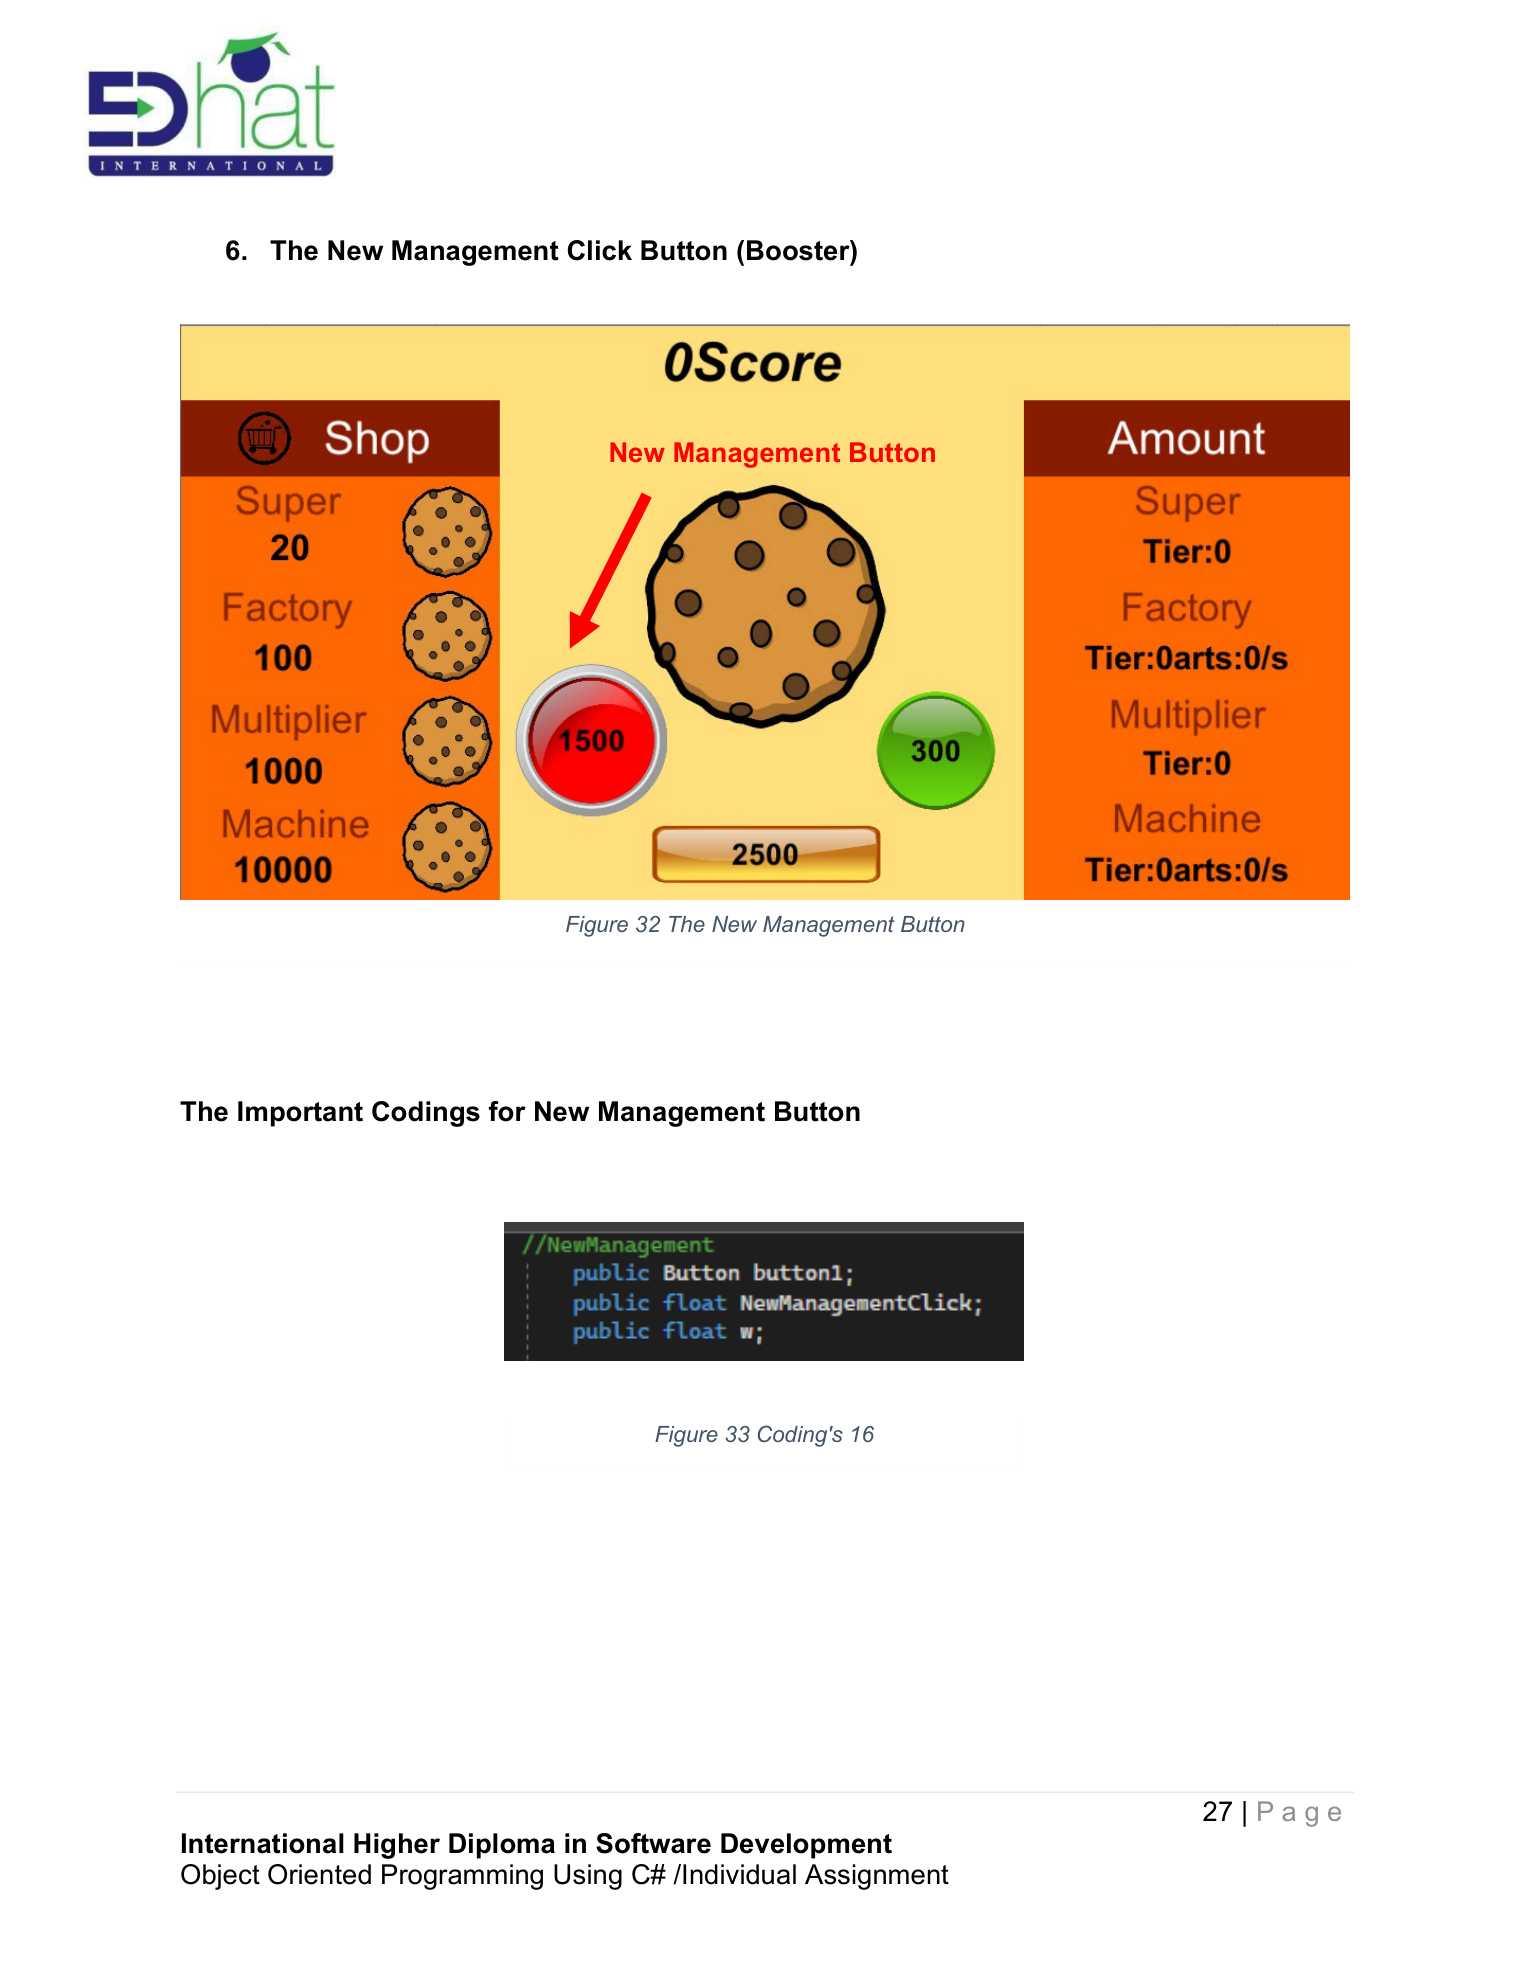 EDhat
INTERNATIONAL
6. The New Management Click Button (Booster)
0Score
Shop
Amount
New Management Button
Super
20
Factory
100
Multiplier
1000
Machine
10000
1500
300
2500
Super
Tier:0
Factory
Tier:0arts:0/s
Multiplier
Tier:0
Machine
Tier:0arts:0/s
Figure 32 The New Management Button
The Important Codings for New Management Button
//NewManagement
public Button button1;
public float NewManagementClick;
public float w;
Figure 33 Coding's 16
27 | Page
International Higher Diploma in Software Development
Object Oriented Programming Using C# /Individual Assignment